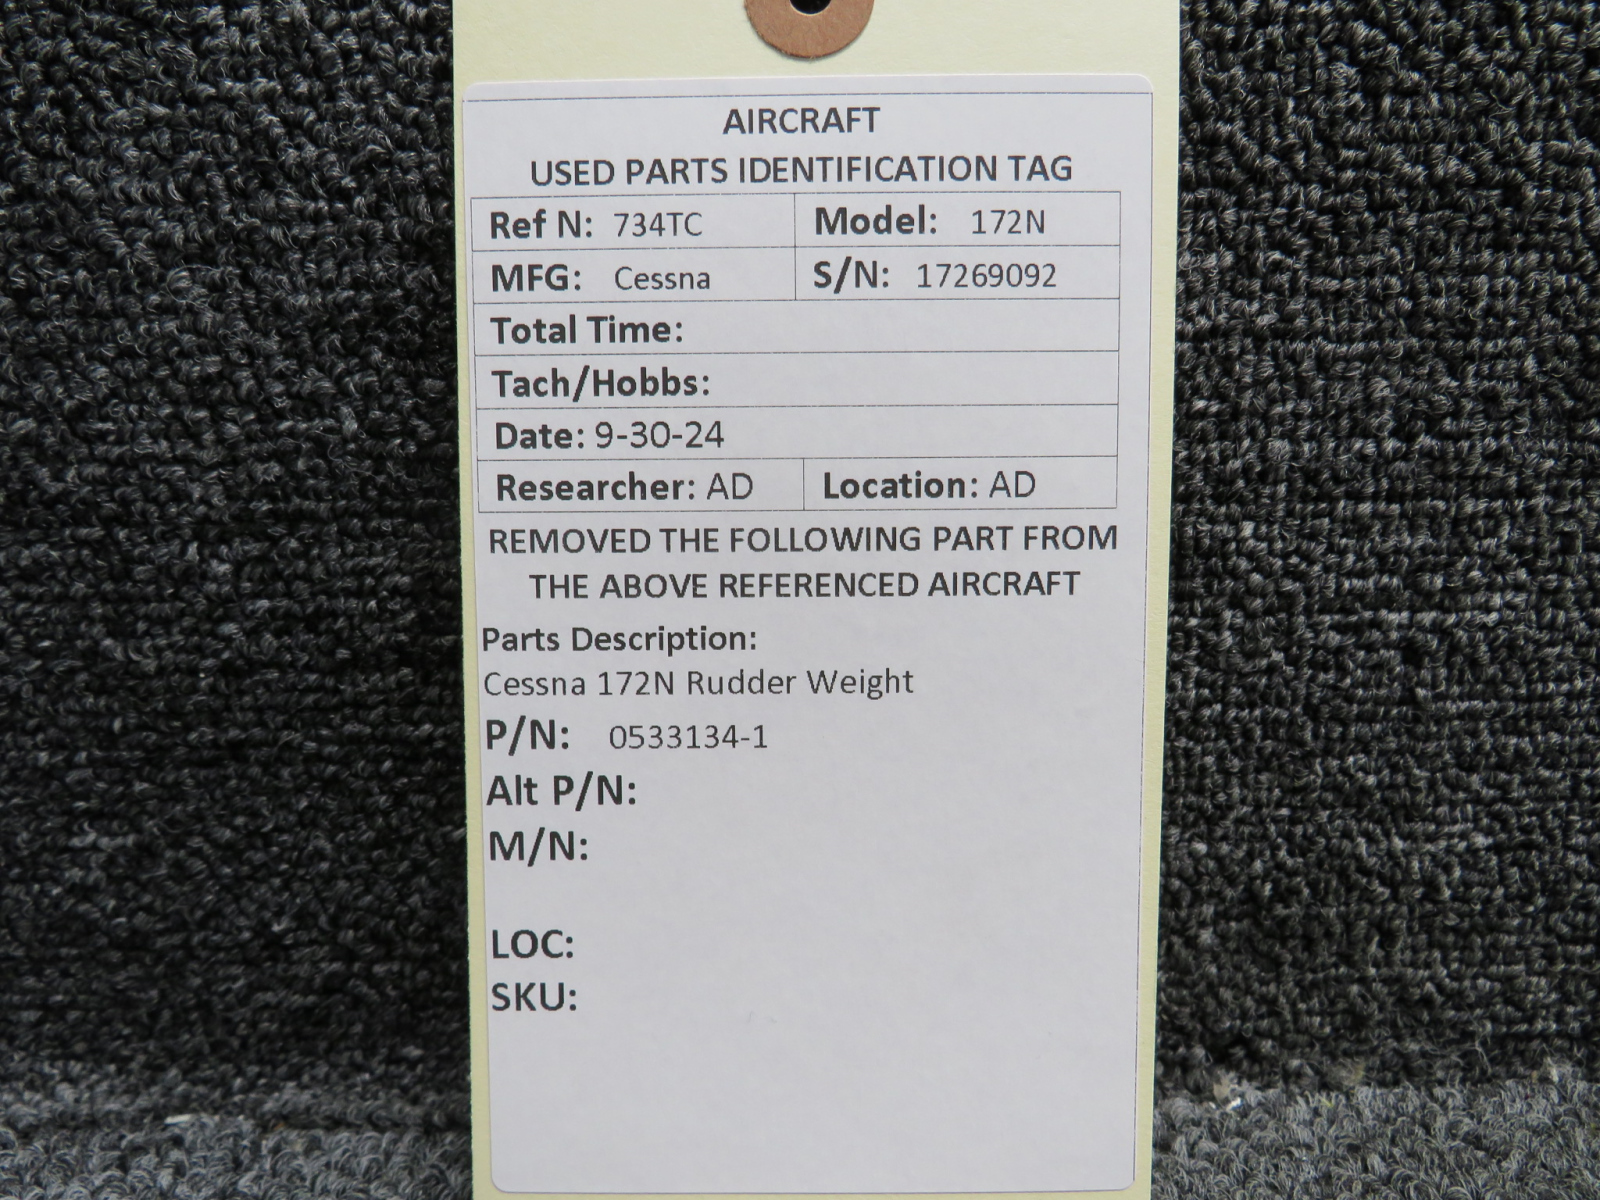 AIRCRAFT
USED PARTS IDENTIFICATION TAG
Ref N: 734TC Model: 172N
MFG: Cessna S/N: 17269092
Total Time:
Tach/Hobbs:
Date: 9-30-24
Researcher: AD Location: AD
REMOVED THE FOLLOWING PART FROM
THE ABOVE REFERENCED AIRCRAFT
Parts Description:
Cessna 172N Rudder Weight
P/N: 0533134-1
Alt P/N:
M/N:
LOC:
SKU: